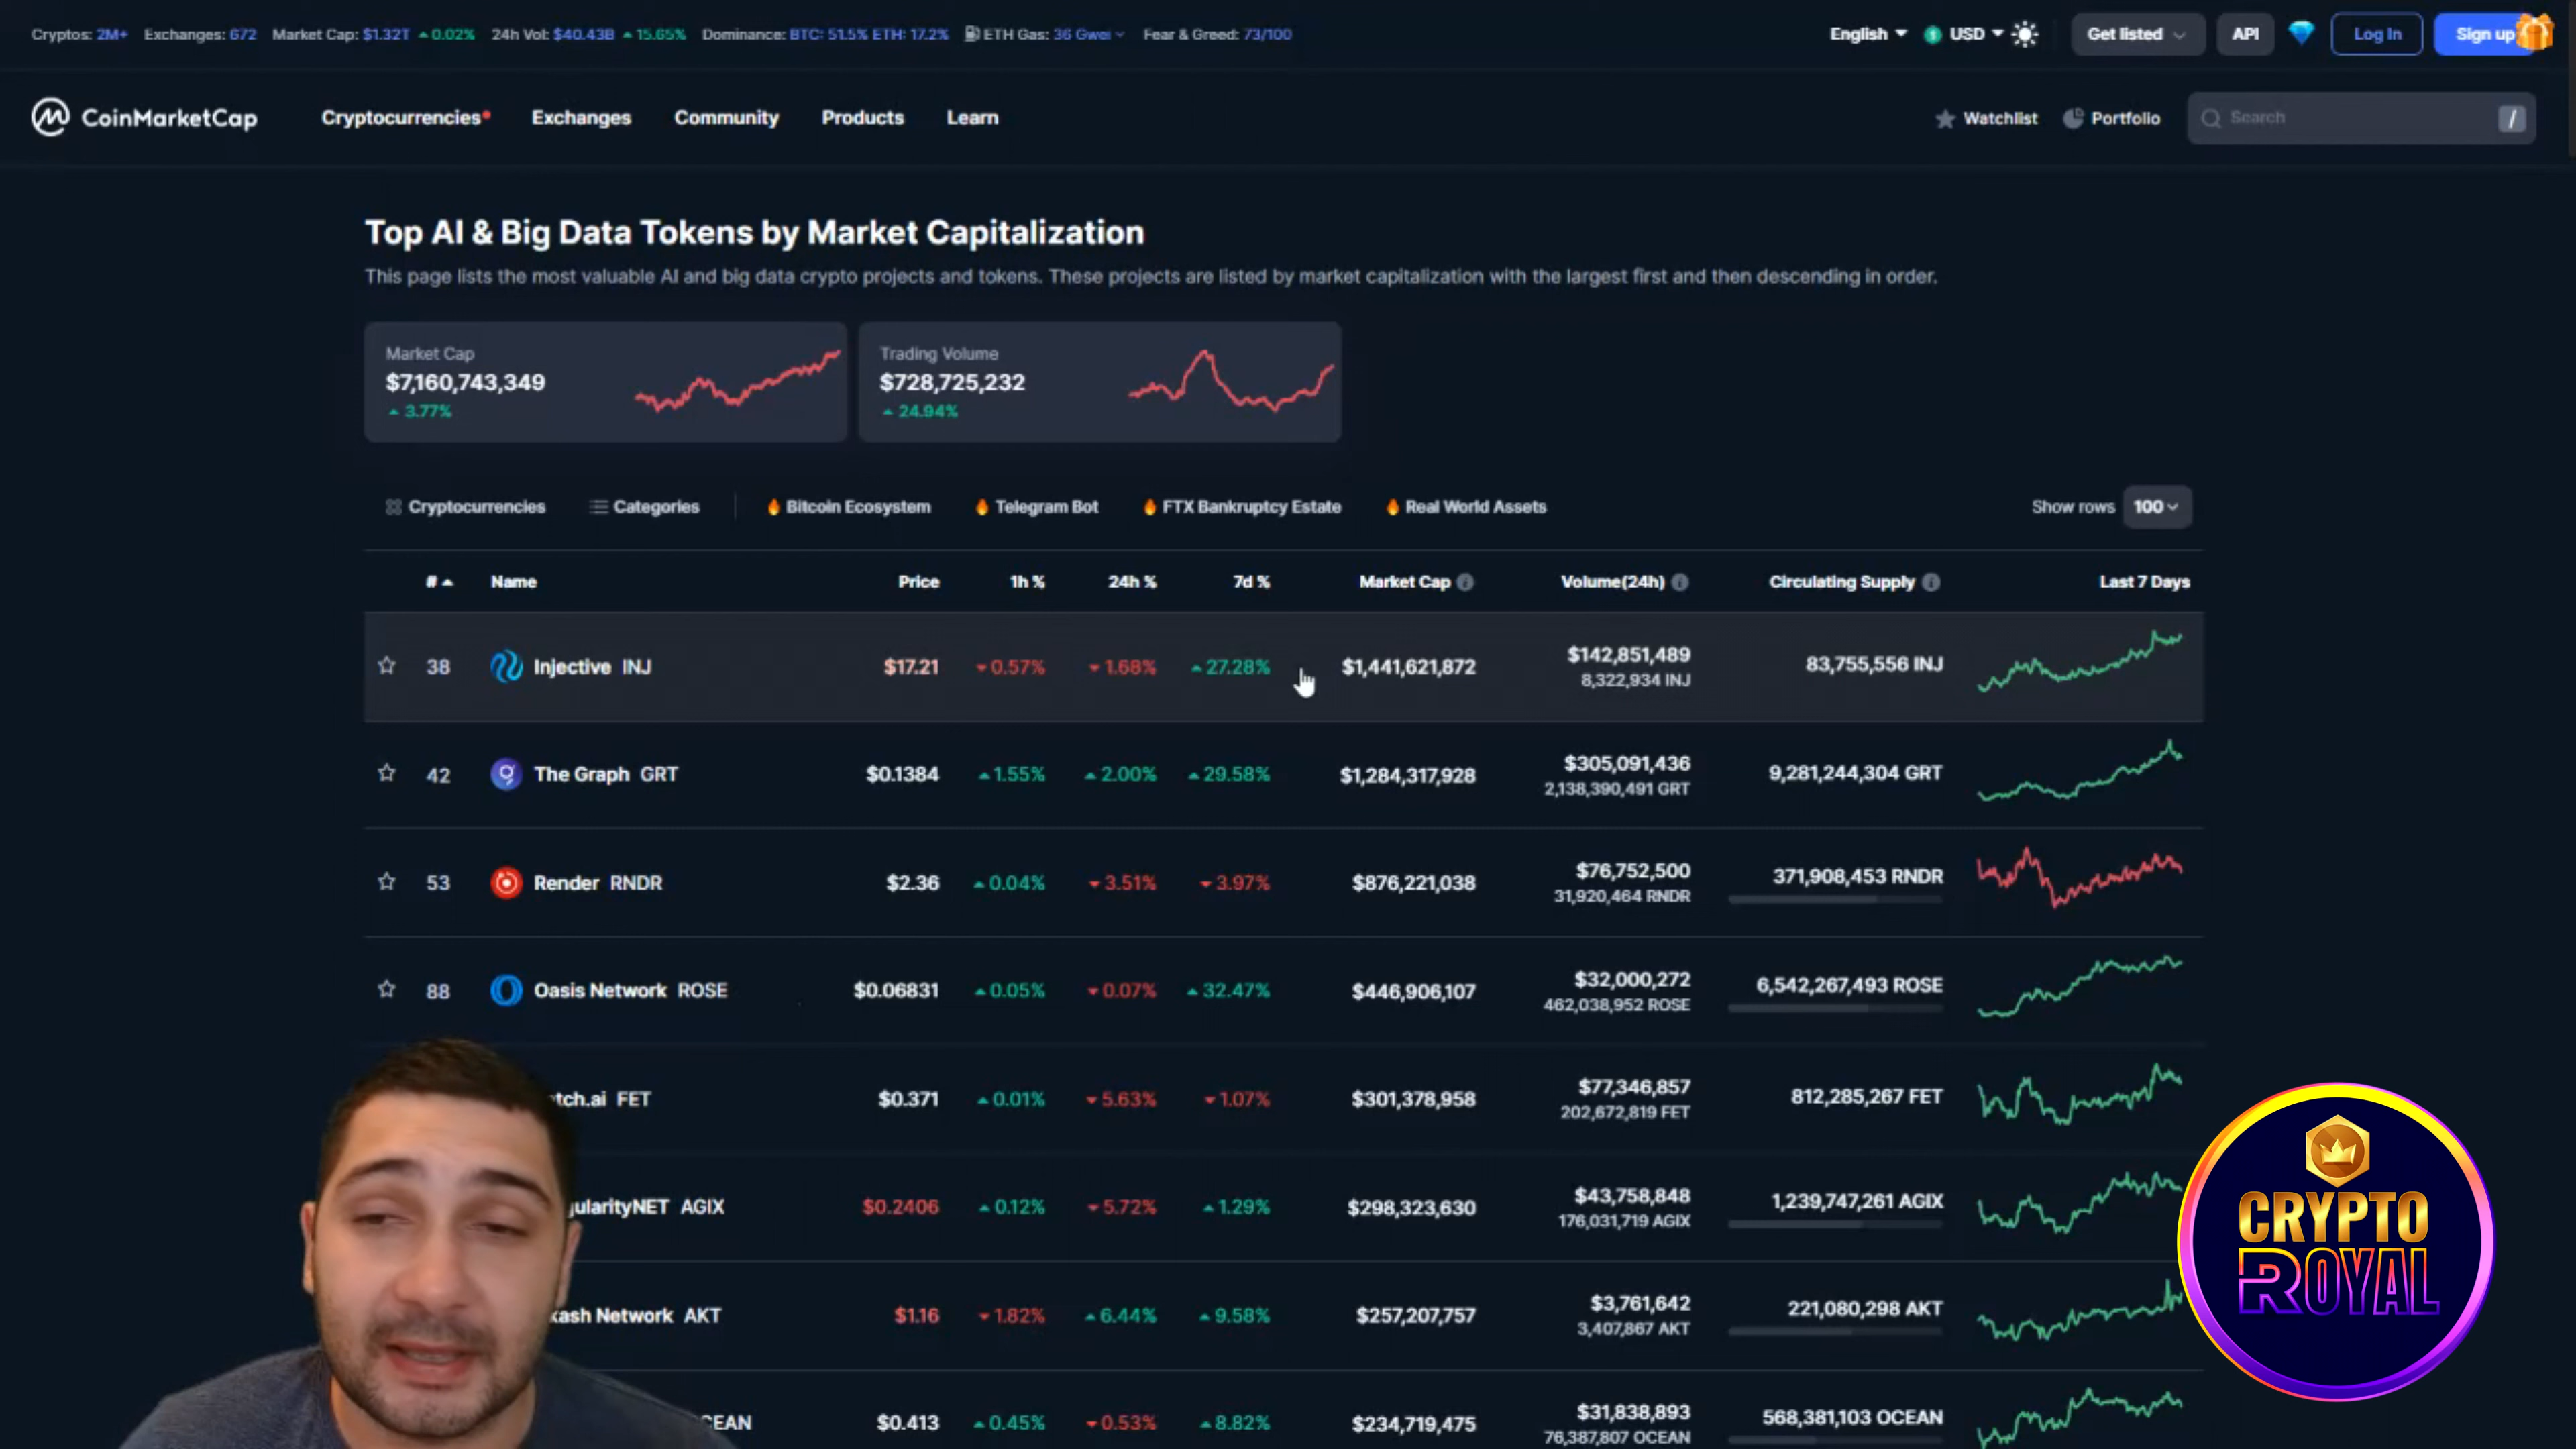 Cryptos: 2M+ Exchanges: 672 Market Cap: $1.32T 0.02% 24h Vol: $40.43B 15.65% Dominance: BTC: 51.5% ETH: 17.2% ETH Gas: 36 Gwei Fear & Greed: 73/100 English USD Get listed API Log In Sign up
CoinMarketCap Cryptocurrencies Exchanges Community Products Learn Watchlist Portfolio Search /
Top AI & Big Data Tokens by Market Capitalization
This page lists the most valuable AI and big data crypto projects and tokens. These projects are listed by market capitalization with the largest first and then descending in order.
Market Cap Trading Volume
$7,160,743,349 $728,725,232
3.77% 24.94%
Cryptocurrencies Categories Bitcoin Ecosystem Telegram Bot FTX Bankruptcy Estate Real World Assets Show rows 100
# Name Price 1h % 24h % 7d % Market Cap Volume(24h) Circulating Supply Last 7 Days
38 Injective INJ $17.21 0.57% 1.68% 27.28% $1,441,621,872 $142,851,489 83,755,556 INJ
8,322,934 INJ
42 The Graph GRT $0.1384 1.55% 2.00% 29.58% $1,284,317,928 $305,091,436 9,281,244,304 GRT
2,138,390,491 GRT
53 Render RNDR $2.36 0.04% 3.51% 3.97% $876,221,038 $76,752,500 371,908,453 RNDR
31,920,464 RNDR
88 Oasis Network ROSE $0.06831 0.05% 0.07% 32.47% $446,906,107 $32,000,272 6,542,267,493 ROSE
462,038,952 ROSE
tch.ai FET $0.371 0.01% 5.63% 1.07% $301,378,958 $77,346,857 812,285,267 FET
202,672,819 FET
gularityNET AGIX $0.2406 0.12% 5.72% 1.29% $298,323,630 $43,758,848 1,239,747,261 AGIX
176,031,719 AGIX
kash Network AKT $1.16 1.82% 6.44% 9.58% $257,207,757 $3,761,642 221,080,298 AKT
3,407,867 AKT
CEAN $0.413 0.45% 0.53% 8.82% $234,719,475 $31,838,893 568,381,103 OCEAN
76,387,807 OCEAN
CRYPTO
ROYAL